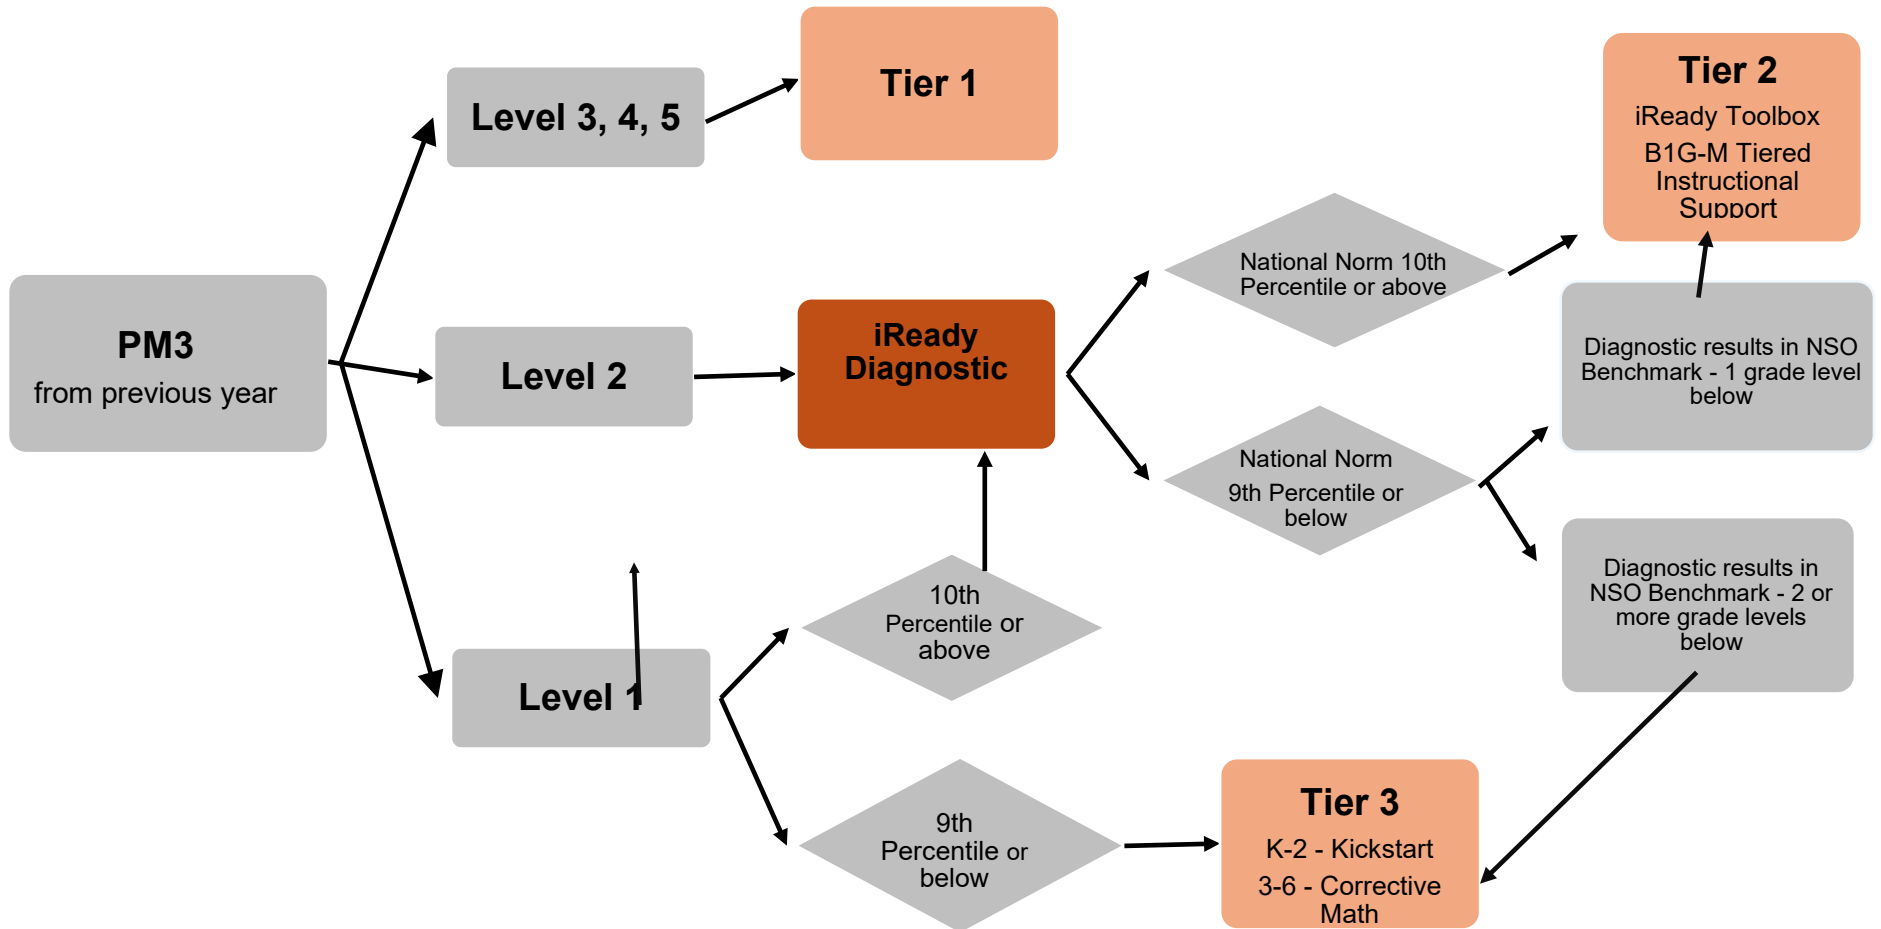 PM3
from previous year
Level 3, 4, 5
Tier 1
Level 2
iReady
Diagnostic
Level 1
10th
Percentile or
above
9th
Percentile or
below
National Norm 10th
Percentile or above
National Norm
9th Percentile or
below
Tier 2
iReady Toolbox
B1G-M Tiered
Instructional
Support
Diagnostic results in NSO
Benchmark - 1 grade level
below
Diagnostic results in
NSO Benchmark - 2 or
more grade levels
below
Tier 3
K-2 - Kickstart
3-6 - Corrective
Math